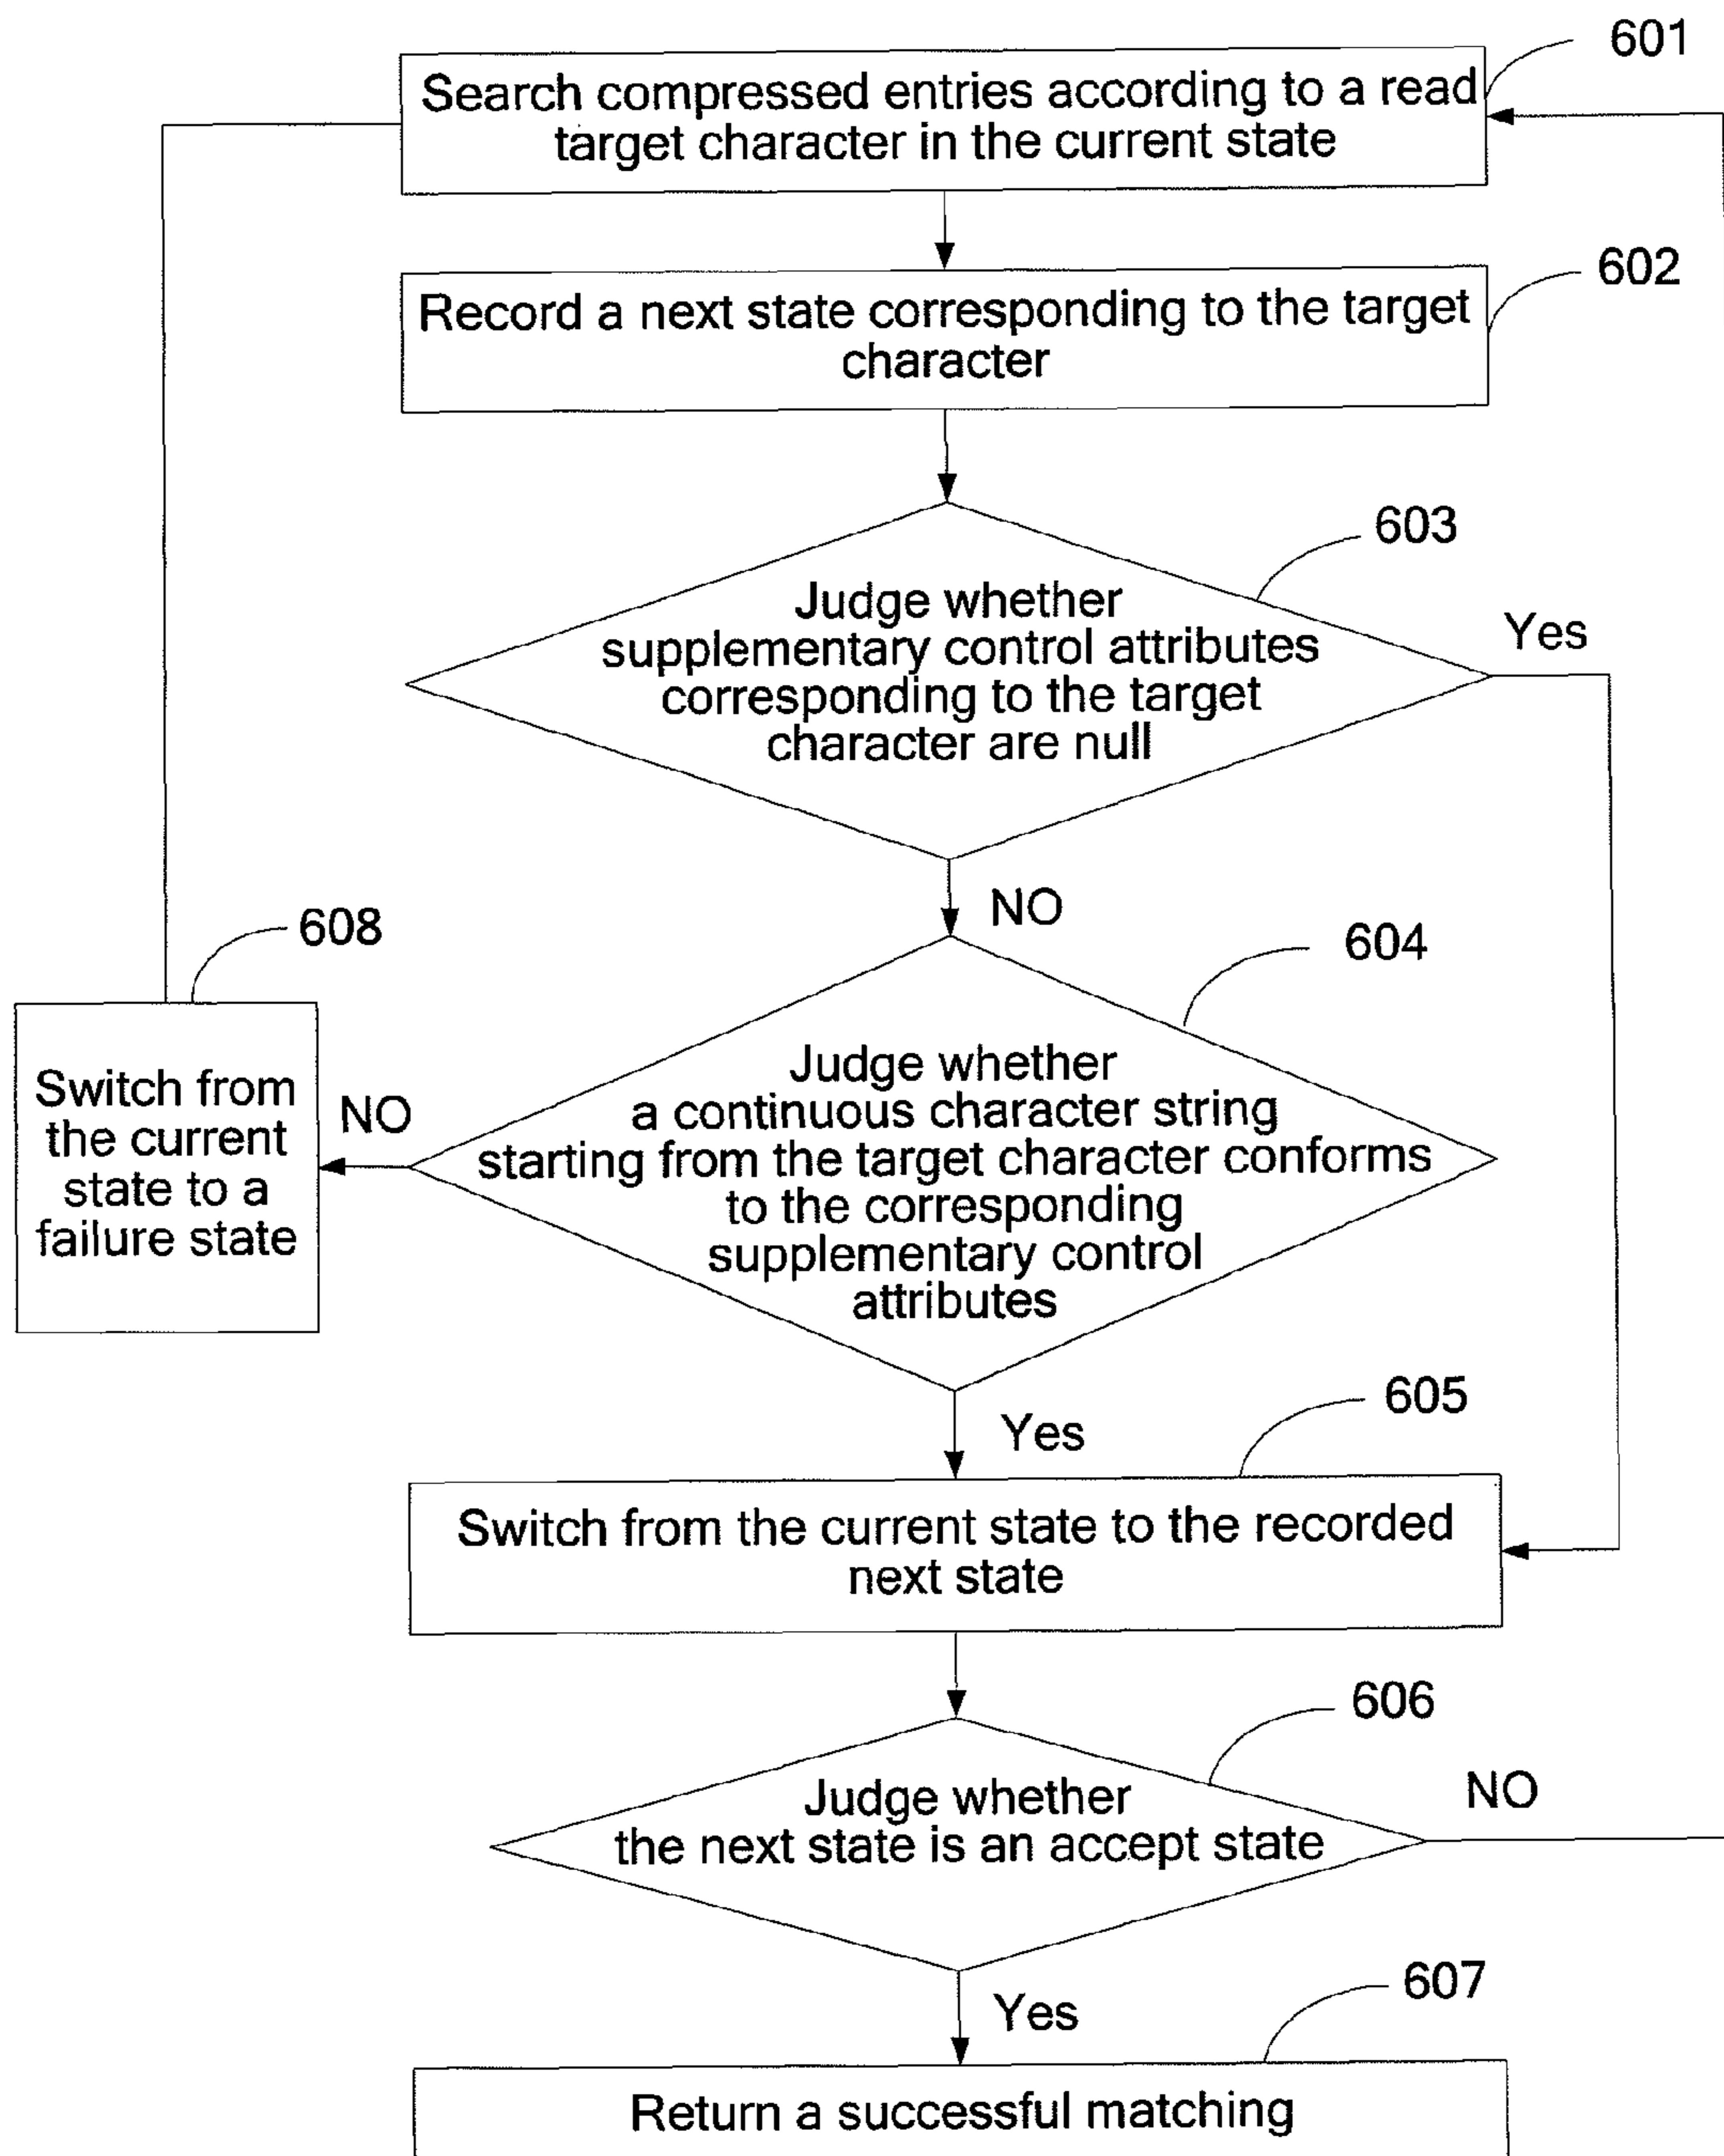 601
Search compressed entries according to a read
target character in the current state
602
Record a next state corresponding to the target
character
603
Judge whether
supplementary control attributes
corresponding to the target
character are null
Yes
NO
608
604
Switch from
the current
state to a
failure state
NO
Judge whether
a continuous character string
starting from the target character conforms
to the corresponding
supplementary control
attributes
Yes
605
Switch from the current state to the recorded
next state
606
Judge whether
the next state is an accept state
NO
Yes
607
Return a successful matching